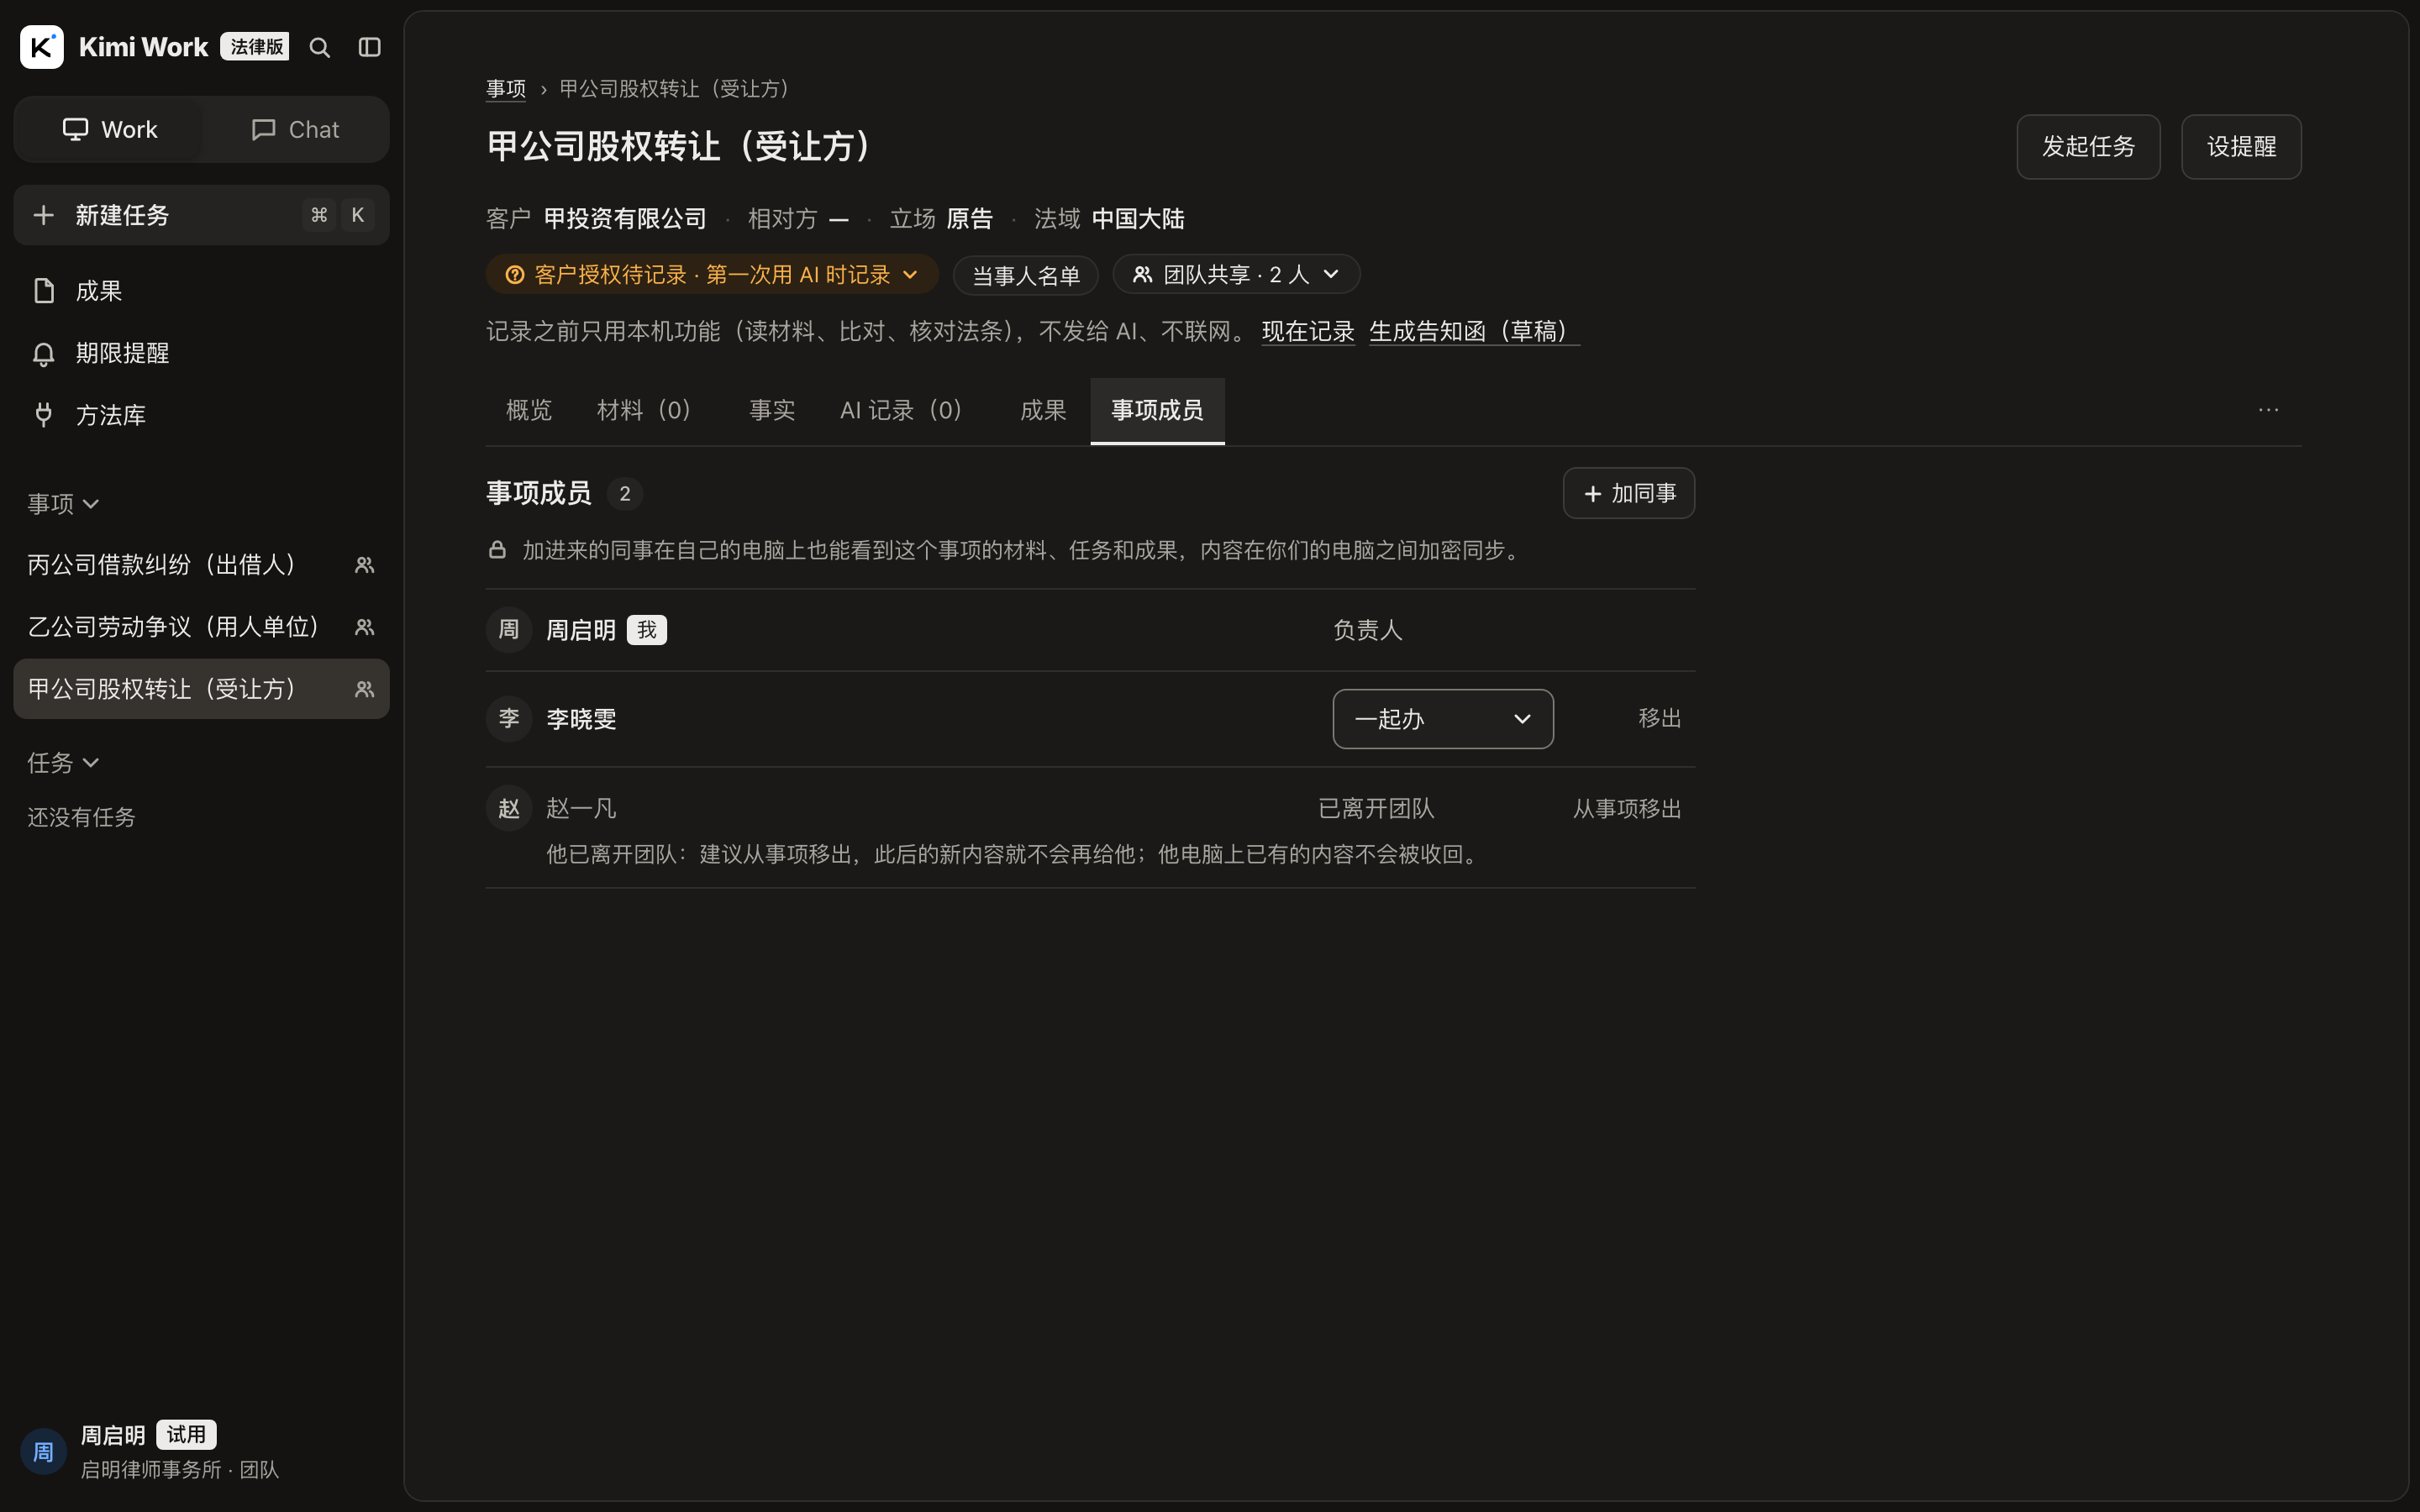 Kimi Work 法律版
Work
Chat
新建任务 ⌘ K
成果
期限提醒
方法库
事项
丙公司借款纠纷（出借人）
乙公司劳动争议（用人单位）
甲公司股权转让（受让方）
任务
还没有任务
周 周启明 试用
启明律师事务所 · 团队
事项 › 甲公司股权转让（受让方）
甲公司股权转让（受让方）
发起任务 设提醒
客户 甲投资有限公司 · 相对方 — · 立场 原告 · 法域 中国大陆
客户授权待记录 · 第一次用 AI 时记录 当事人名单 团队共享 · 2 人
记录之前只用本机功能（读材料、比对、核对法条），不发给 AI、不联网。 现在记录 生成告知函（草稿）
概览 材料（0） 事实 AI 记录（0） 成果 事项成员 ···
事项成员 2 + 加同事
加进来的同事在自己的电脑上也能看到这个事项的材料、任务和成果，内容在你们的电脑之间加密同步。
周 周启明 我 负责人
李 李晓雯 一起办 移出
赵 赵一凡 已离开团队 从事项移出
他已离开团队：建议从事项移出，此后的新内容就不会再给他；他电脑上已有的内容不会被收回。